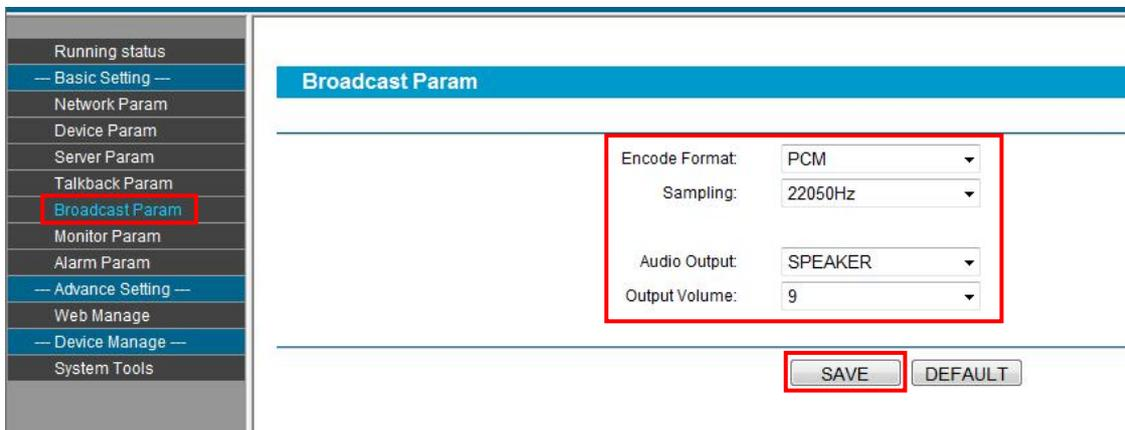 Running status
--- Basic Setting ---
Network Param
Device Param
Server Param
Talkback Param
Broadcast Param
Monitor Param
Alarm Param
--- Advance Setting ---
Web Manage
--- Device Manage ---
System Tools
Broadcast Param
Encode Format: PCM
Sampling: 22050Hz
Audio Output: SPEAKER
Output Volume: 9
SAVE DEFAULT